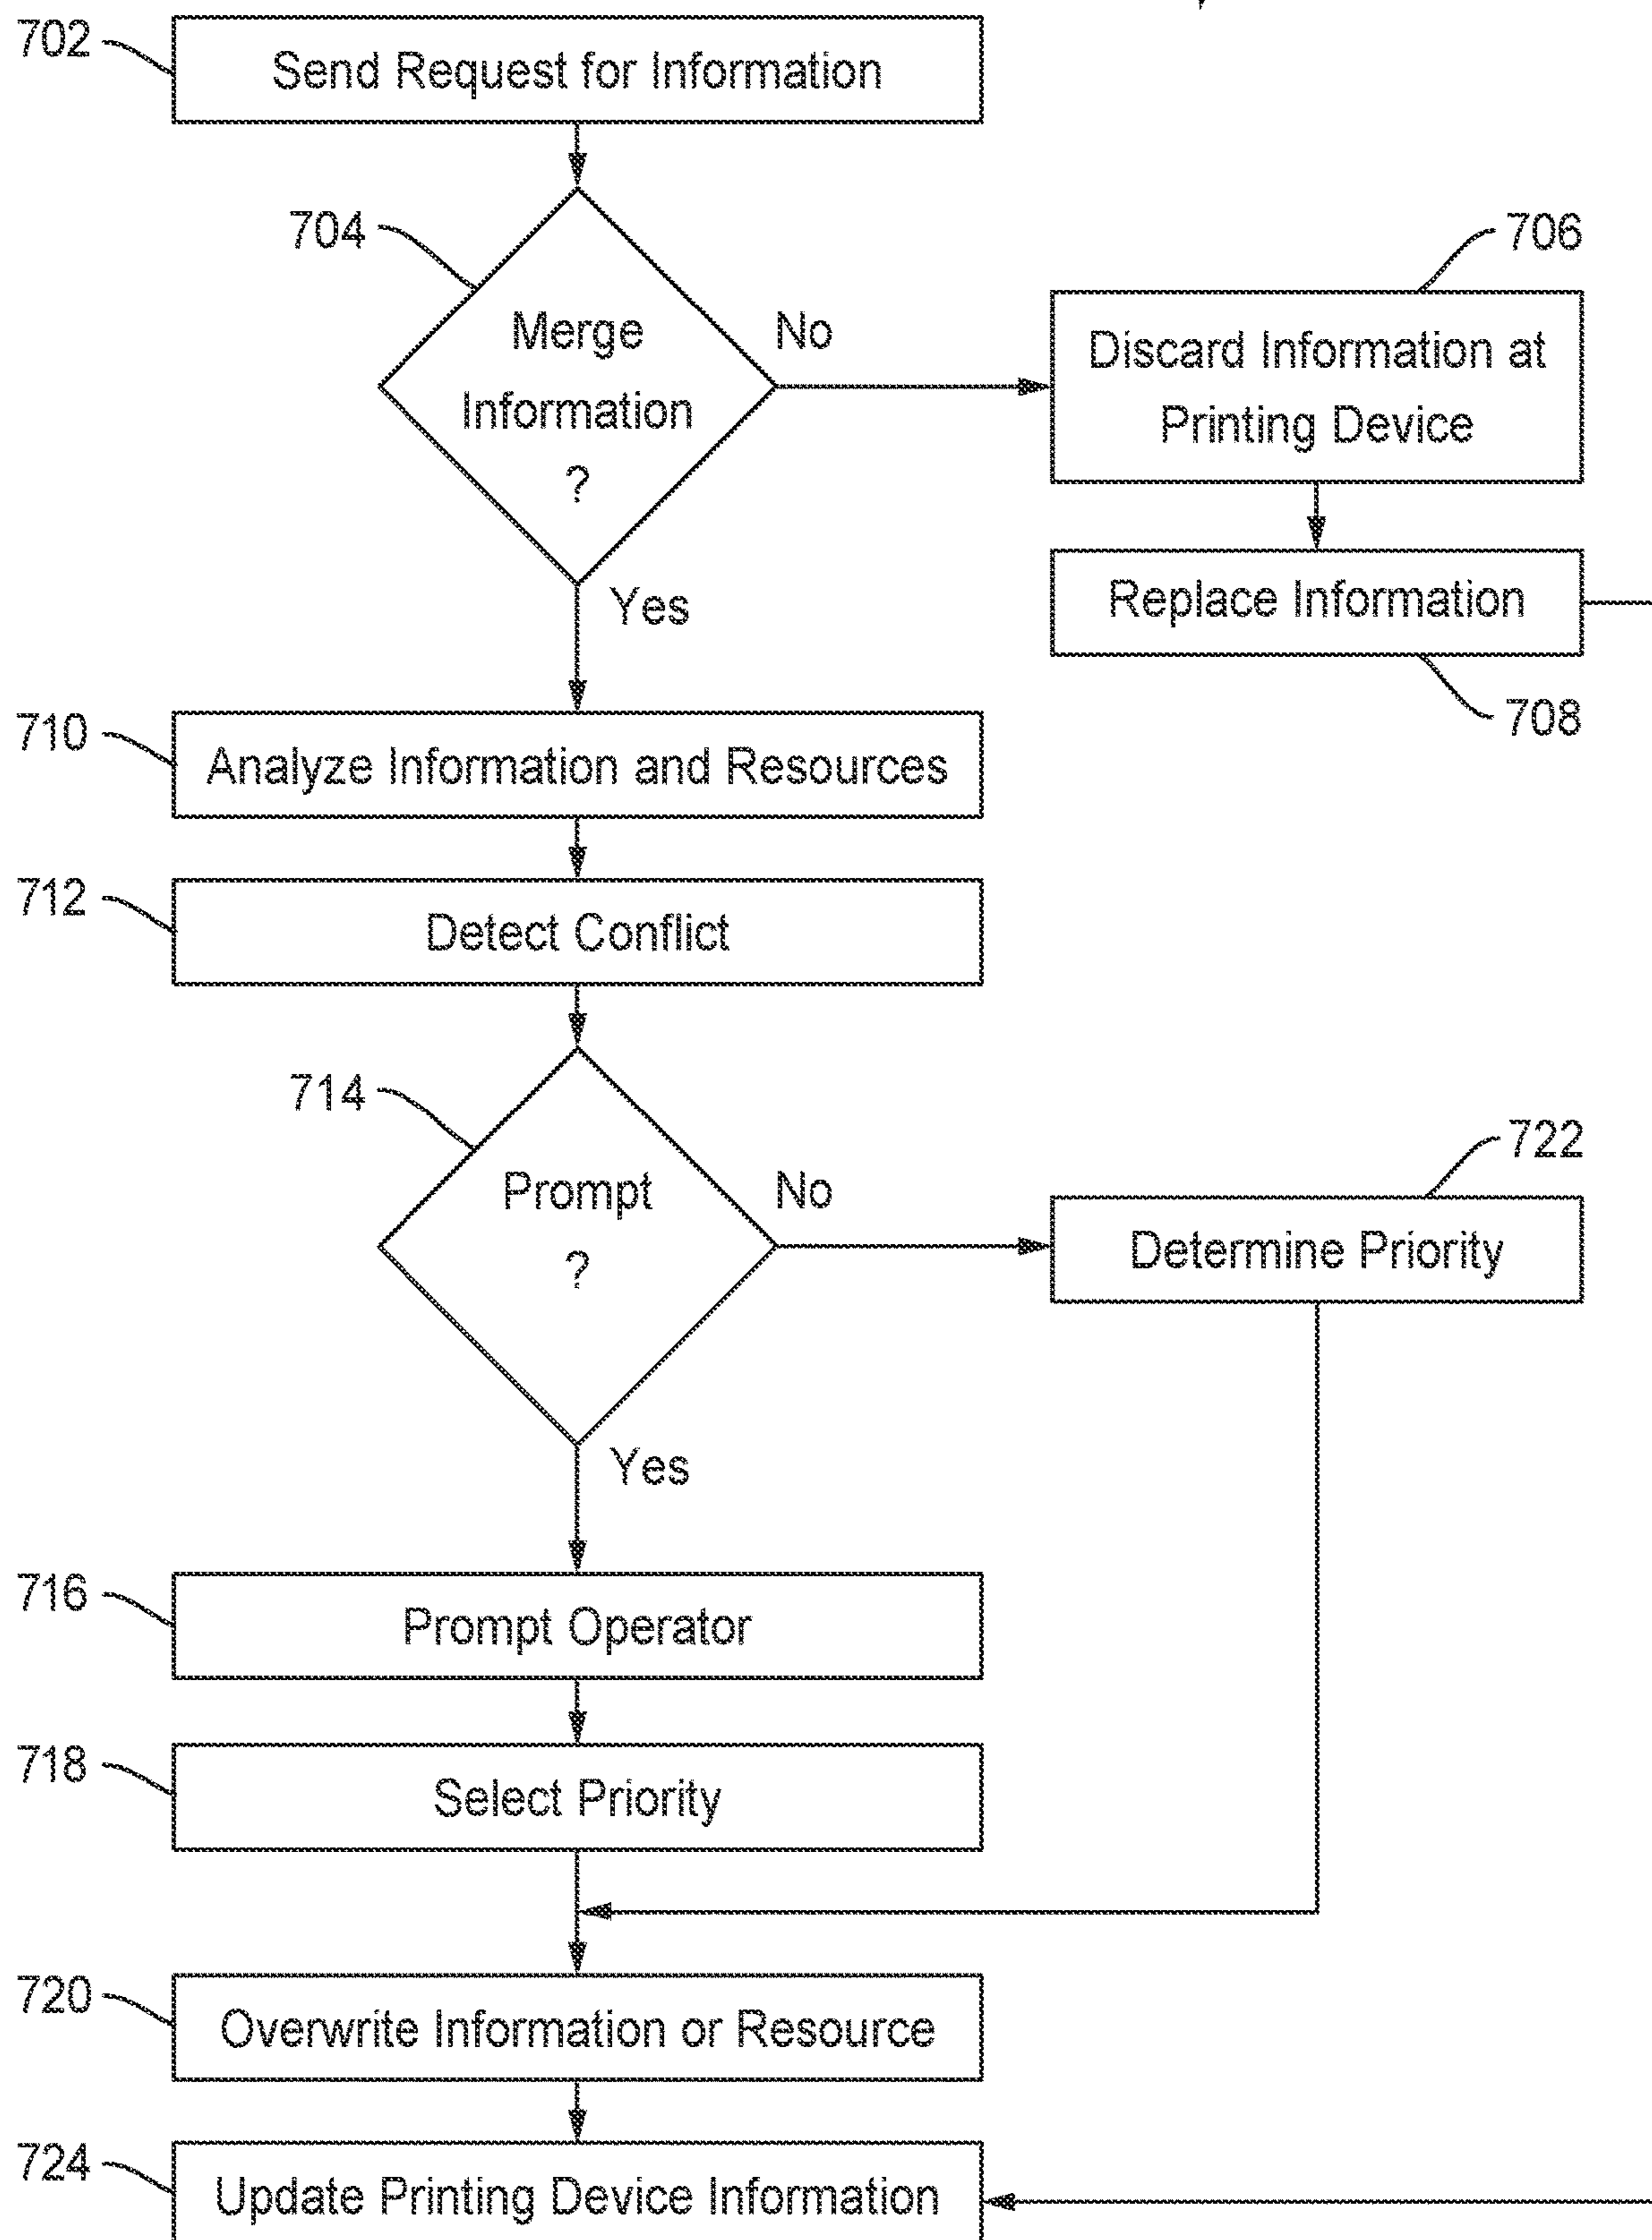 702
Send Request for Information
704
Merge
Information
?
No
Yes
706
Discard Information at
Printing Device
Replace Information
708
710
Analyze Information and Resources
712
Detect Conflict
714
Prompt
?
No
Yes
722
Determine Priority
716
Prompt Operator
718
Select Priority
720
Overwrite Information or Resource
724
Update Printing Device Information